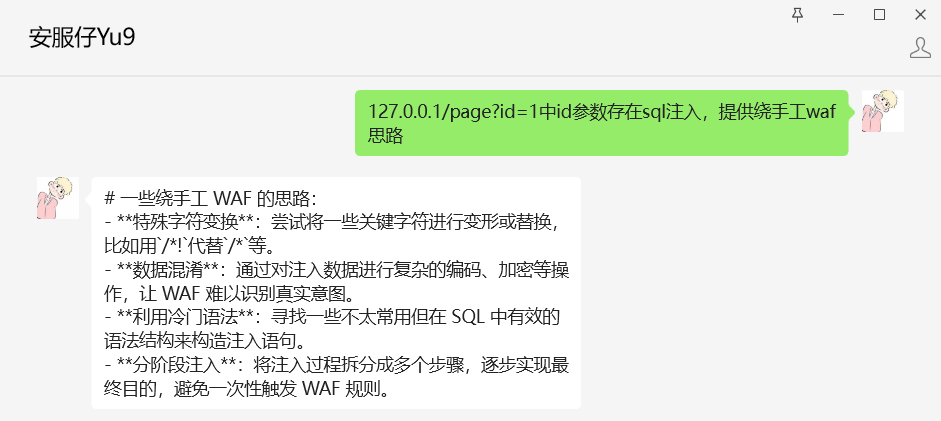 安服仔Yu9
127.0.0.1/page?id=1中id参数存在sql注入，提供绕手工waf
思路
# 一些绕手工 WAF 的思路：
- **特殊字符变换**：尝试将一些关键字符进行变形或替换，
比如用`/*!`代替`/*`等。
- **数据混淆**：通过对注入数据进行复杂的编码、加密等操
作，让 WAF 难以识别真实意图。
- **利用冷门语法**：寻找一些不太常用但在 SQL 中有效的
语法结构来构造注入语句。
- **分阶段注入**：将注入过程拆分成多个步骤，逐步实现最
终目的，避免一次性触发 WAF 规则。